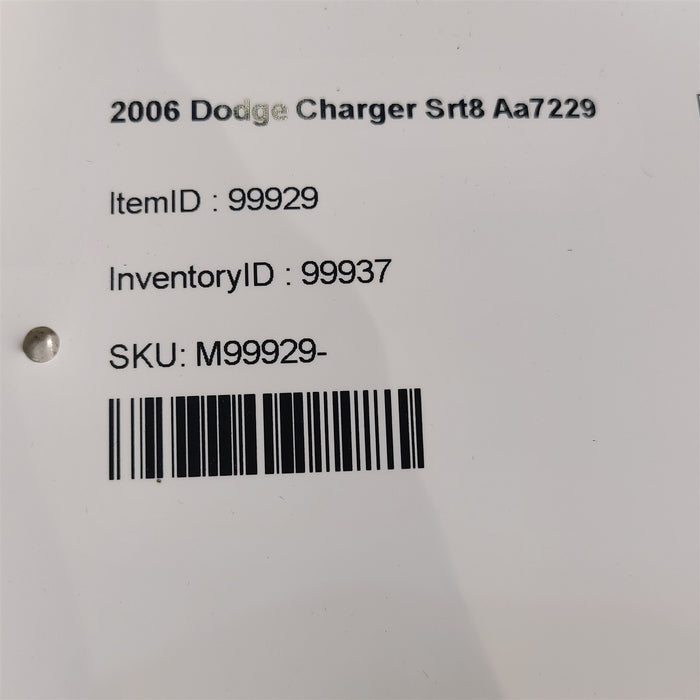 2006 Dodge Charger Srt8 Aa7229
ItemID : 99929
InventoryID : 99937
SKU: M99929-